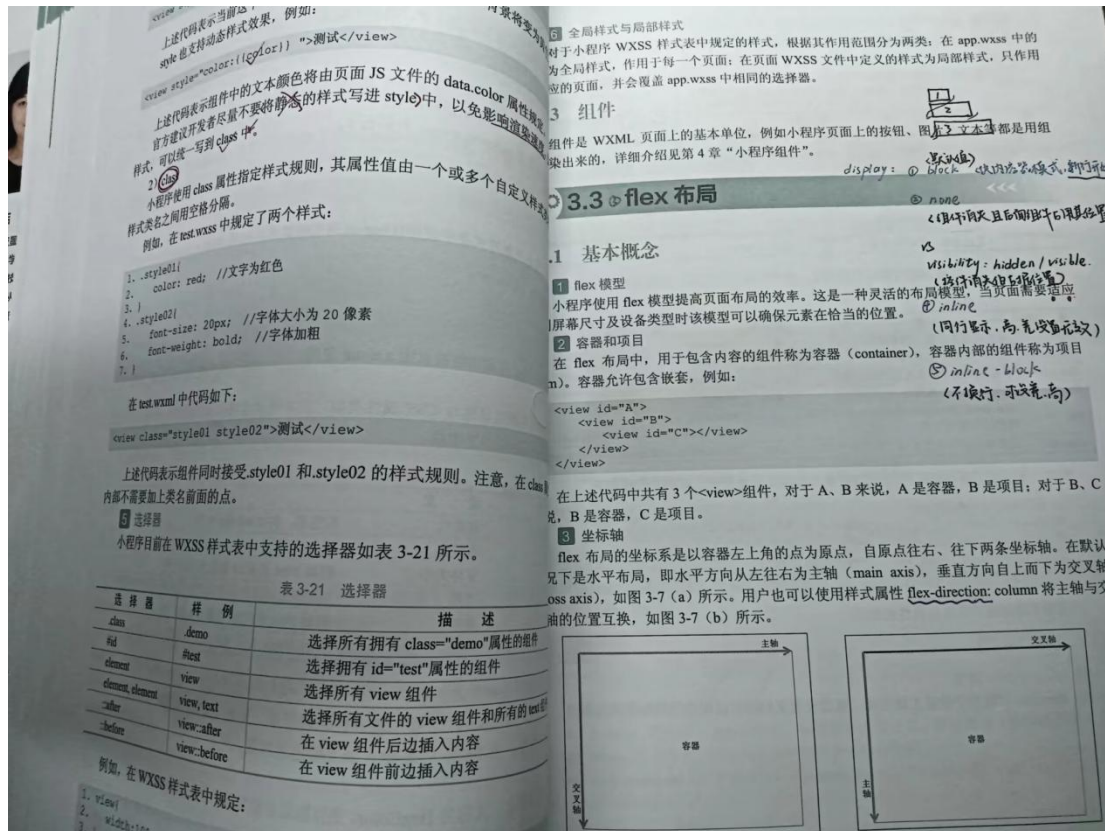 上述代码表示当前
style 也支持动态样式效果，例如：
<view style="color:{{color}} ">测试</view>
上述代码表示组件中的文本颜色将由页面 JS 文件的 data.color 属性规定
官方建议开发者尽量不要将静态的样式写进 style 中，以免影响渲染速度
样式，可以统一写到 class 中。
2) class
小程序使用 class 属性指定样式规则，其属性值由一个或多个自定义样式
样式类名之间用空格分隔。
例如，在 test.wxss 中规定了两个样式：
1. .style01{
2. color: red; //文字为红色
3. }
4. .style02{
5. font-size: 20px; //字体大小为 20 像素
6. font-weight: bold; //字体加粗
7. }
在 test.wxml 中代码如下：
<view class="style01 style02">测试</view>
上述代码表示组件同时接受.style01 和.style02 的样式规则。注意，在 class
内部不需要加上类名前面的点。
5 选择器
小程序目前在 WXSS 样式表中支持的选择器如表 3-21 所示。
表 3-21 选择器
选择器 样例 描述
.class .demo 选择所有拥有 class="demo"属性的组件
#id #test 选择拥有 id="test"属性的组件
element view 选择所有 view 组件
element, element view, text 选择所有文件的 view 组件和所有的 text
::after view::after 在 view 组件后边插入内容
::before view::before 在 view 组件前边插入内容
例如，在 WXSS 样式表中规定：
1. view{
2. width:
6 全局样式与局部样式
对于小程序 WXSS 样式表中规定的样式，根据其作用范围分为两类：在 app.wxss 中的
为全局样式，作用于每一个页面；在页面 WXSS 文件中定义的样式为局部样式，只作用
应的页面，并会覆盖 app.wxss 中相同的选择器。
3 组件
组件是 WXML 页面上的基本单位，例如小程序页面上的按钮、图片、文本等都是用组
染出来的，详细介绍见第 4 章“小程序组件”。
1
2
3
(默认值)
display: ① block
3.3 flex 布局
② none
(组件消失且后面组件占用其位置
vs
visibility: hidden / visible.
(组件消失但占据位置)
.1 基本概念
1 flex 模型
小程序使用 flex 模型提高页面布局的效率。这是一种灵活的布局模型，当页面需要适应
屏幕尺寸及设备类型时该模型可以确保元素在恰当的位置。
inline
(同行显示，高、宽设置无意义)
2 容器和项目
在 flex 布局中，用于包含内容的组件称为容器（container），容器内部的组件称为项目
m）。容器允许包含嵌套，例如：
inline-block
(不换行，可设宽、高)
<view id="A">
<view id="B">
<view id="C"></view>
</view>
</view>
在上述代码中共有 3 个<view>组件，对于 A、B 来说，A 是容器，B 是项目；对于 B、C
说，B 是容器，C 是项目。
3 坐标轴
flex 布局的坐标系是以容器左上角的点为原点，自原点往右、往下两条坐标轴。在默认
况下是水平布局，即水平方向从左往右为主轴（main axis），垂直方向自上而下为交叉轴
oss axis），如图 3-7（a）所示。用户也可以使用样式属性 flex-direction: column 将主轴与交
轴的位置互换，如图 3-7（b）所示。
主轴
容器
交叉轴
交叉轴
容器
主轴